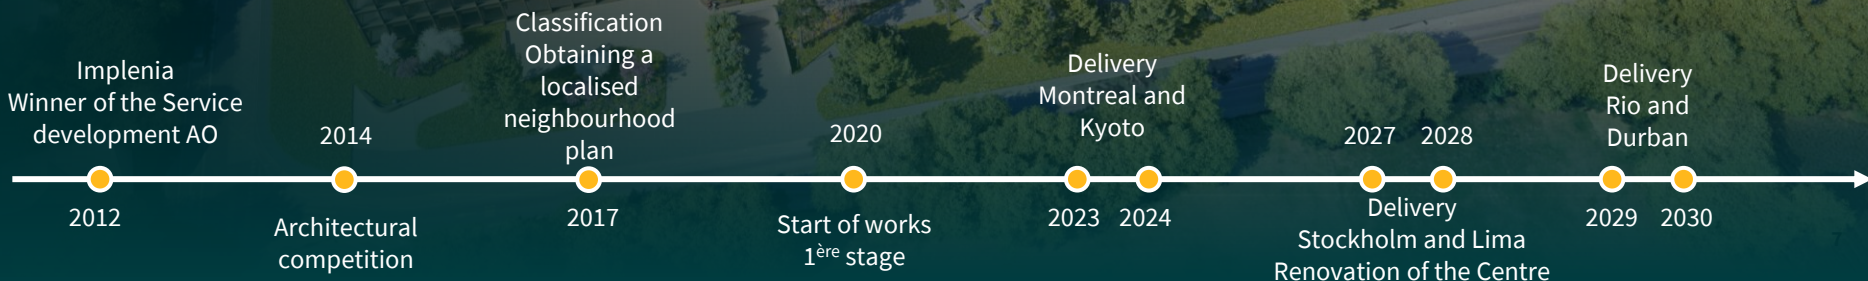 Implenia
Winner of the Service
development AO
2012
2014
Architectural
competition
Classification
Obtaining a
localised
neighbourhood
plan
2017
2020
Start of works
1ère stage
Delivery
Montreal and
Kyoto
2023 2024
2027 2028
Delivery
Stockholm and Lima
Renovation of the Centre
Delivery
Rio and
Durban
2029 2030
7